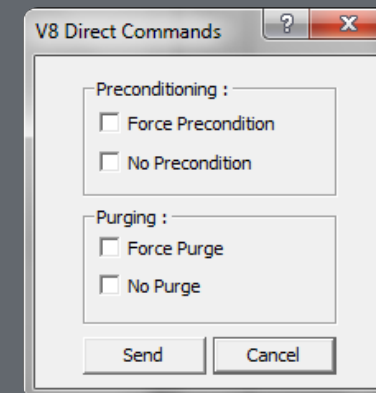 V8 Direct Commands ?
Preconditioning :
Force Precondition
No Precondition
Purging :
Force Purge
No Purge
Send Cancel